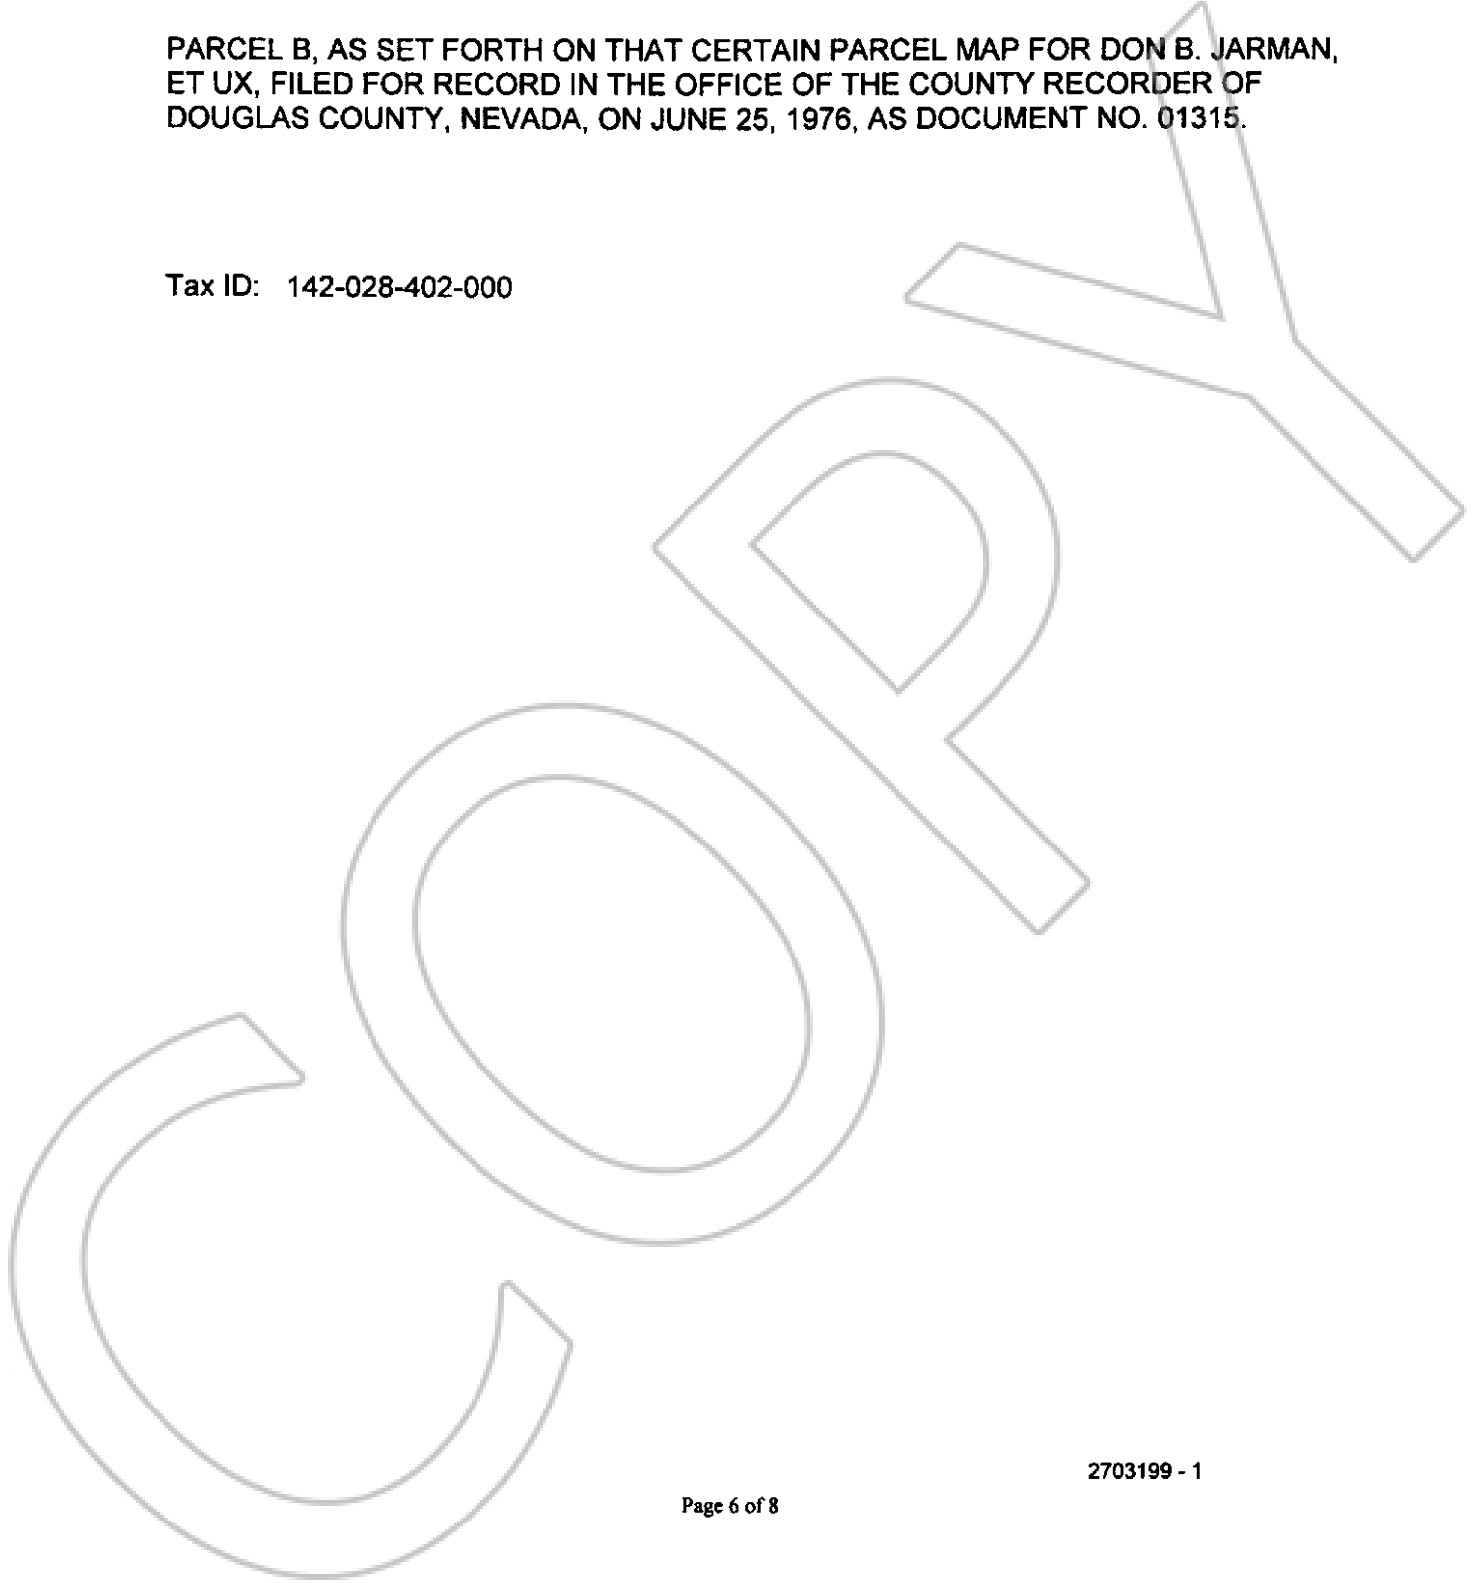 PARCEL B, AS SET FORTH ON THAT CERTAIN PARCEL MAP FOR DON B. JARMAN,
ET UX, FILED FOR RECORD IN THE OFFICE OF THE COUNTY RECORDER OF
DOUGLAS COUNTY, NEVADA, ON JUNE 25, 1976, AS DOCUMENT NO. 01315.
Tax ID: 142-028-402-000
COPY
2703199 - 1
Page 6 of 8